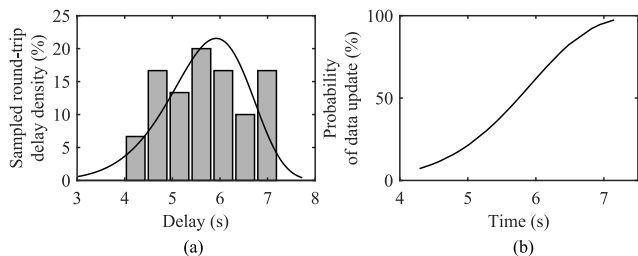 Sampled round-trip
delay density (%)
25
20
15
10
5
0
3 4 5 6 7 8
Delay (s)
(a)
Probability
of data update (%)
100
50
0
4 5 6 7
Time (s)
(b)